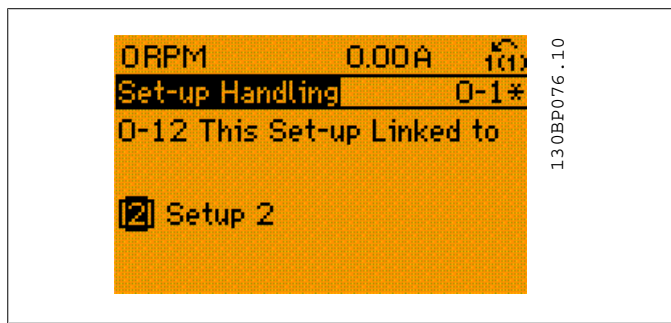 0RPM 0.00A 1(1)
Set-up Handling 0-1*
0-12 This Set-up Linked to
[2] Setup 2
130BP076.10